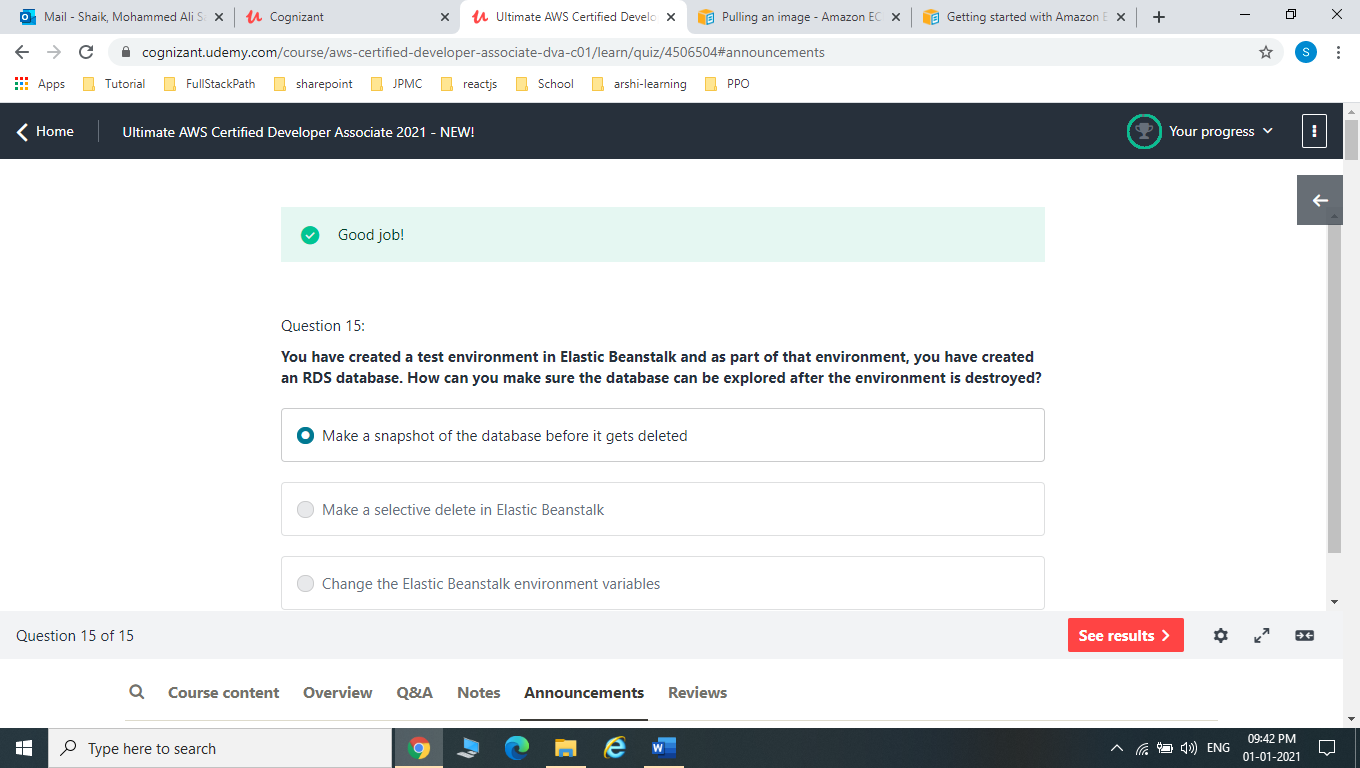 Mail - Shaik, Mohammed Ali S
Cognizant
Ultimate AWS Certified Develo
Pulling an image - Amazon EC
Getting started with Amazon E
cognizant.udemy.com/course/aws-certified-developer-associate-dva-c01/learn/quiz/4506504#announcements
S
Apps
Tutorial
FullStackPath
sharepoint
JPMC
reactjs
School
arshi-learning
PPO
Home
Ultimate AWS Certified Developer Associate 2021 - NEW!
Your progress
Good job!
Question 15:
You have created a test environment in Elastic Beanstalk and as part of that environment, you have created
an RDS database. How can you make sure the database can be explored after the environment is destroyed?
Make a snapshot of the database before it gets deleted
Make a selective delete in Elastic Beanstalk
Change the Elastic Beanstalk environment variables
Question 15 of 15
See results
Course content
Overview
Q&A
Notes
Announcements
Reviews
Type here to search
ENG
09:42 PM
01-01-2021